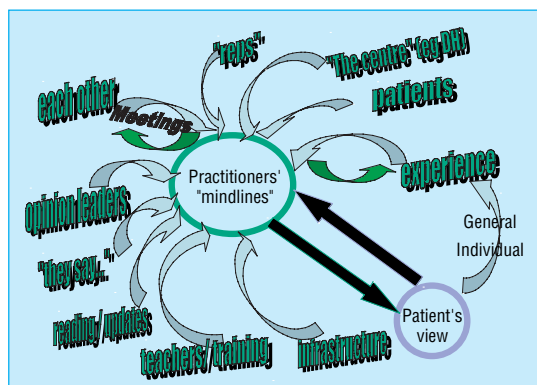 "reps"
"The centre" (eg DH)
patients
each other
Meetings
experience
Practitioners'
"mindlines"
opinion leaders
General
Individual
"they say..."
reading / updates
teachers / training
infrastructure
Patient's
view